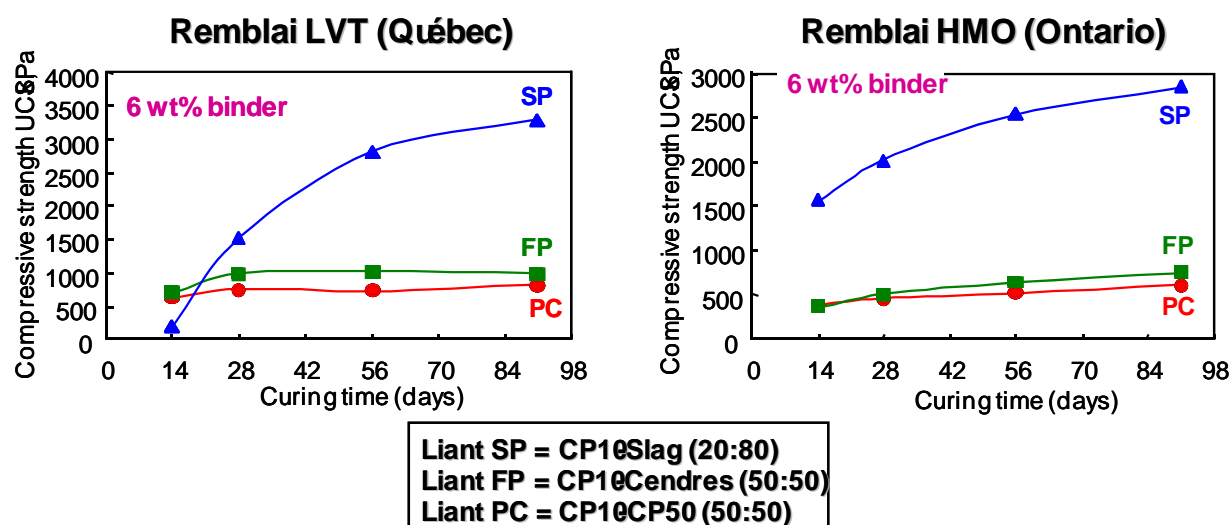 Remblai LVT (Québec)
Compressive strength UCS, kPa
4000
3500
3000
2500
2000
1500
1000
500
0
6 wt% binder
SP
FP
PC
0 14 28 42 56 70 84 98
Curing time (days)
Remblai HMO (Ontario)
Compressive strength UCS, kPa
3000
2500
2000
1500
1000
500
0
6 wt% binder
SP
FP
PC
0 14 28 42 56 70 84 98
Curing time (days)
Liant SP = CP10-Slag (20:80)
Liant FP = CP10-Cendres (50:50)
Liant PC = CP10-CP50 (50:50)